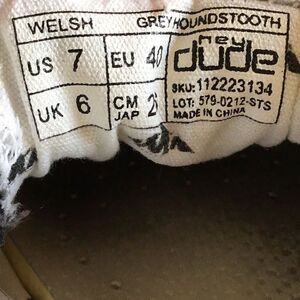 WELSH GREYHOUNDSTOOTH
US 7 EU 40
hey dude
SKU: 112223134
UK 6 CM JAP
LOT: 579-0212-STS
MADE IN CHINA